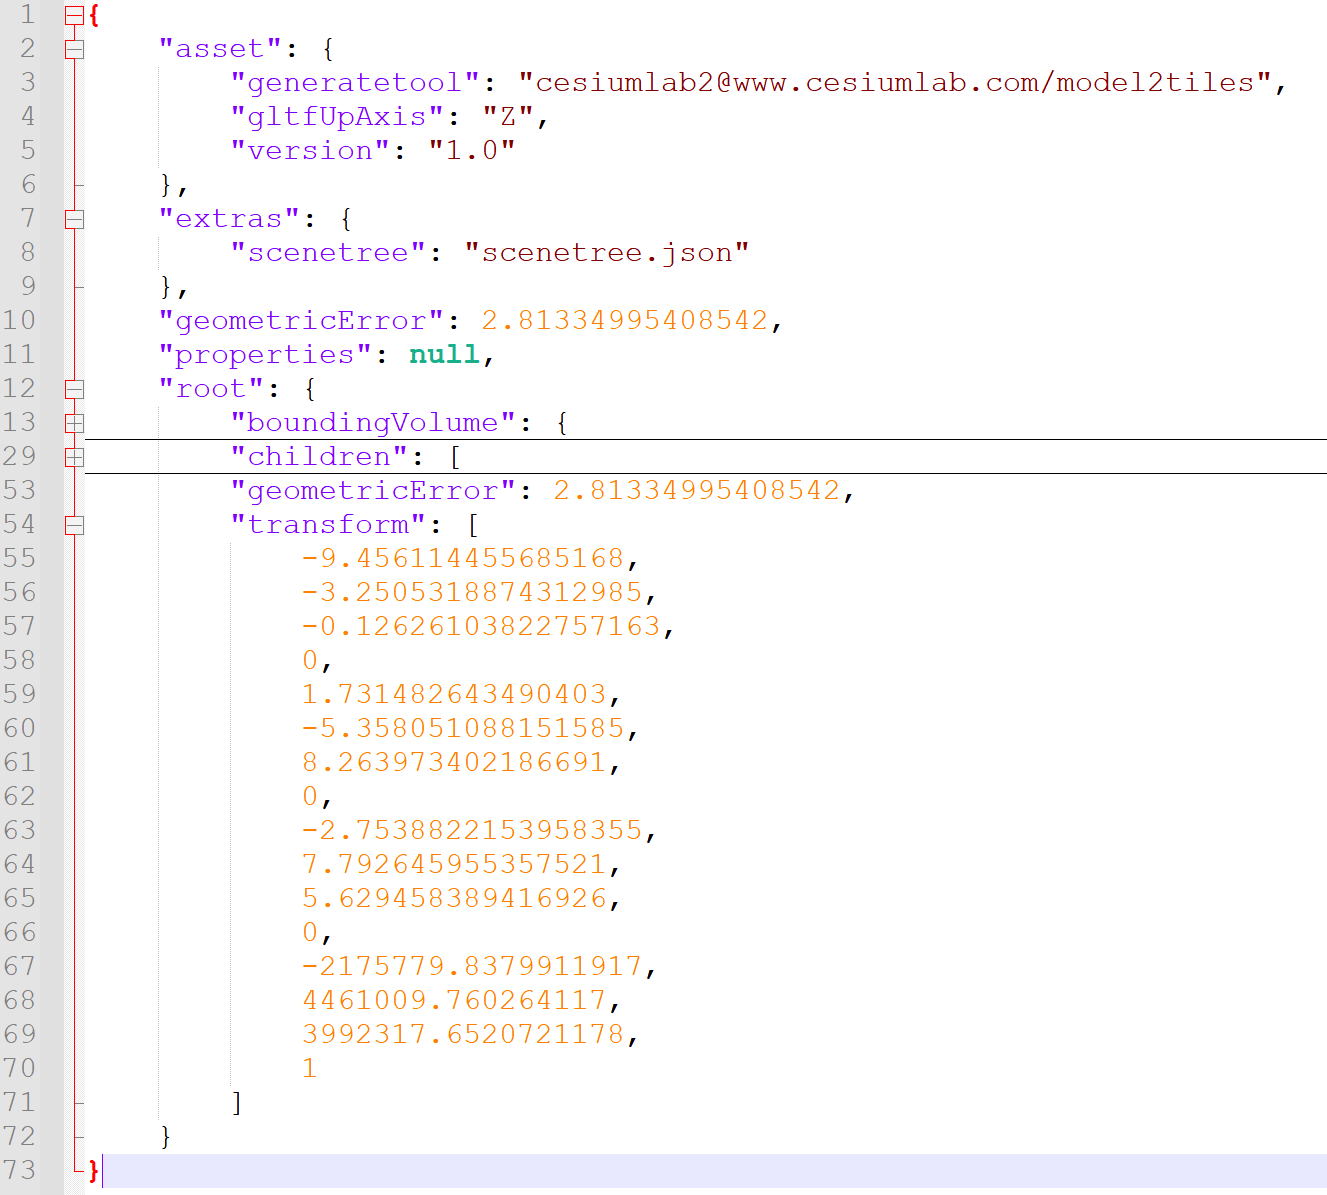 1 {
2 "asset": {
3 "generatetool": "cesiumlab2@www.cesiumlab.com/model2tiles",
4 "gltfUpAxis": "Z",
5 "version": "1.0"
6 },
7 "extras": {
8 "scenetree": "scenetree.json"
9 },
10 "geometricError": 2.81334995408542,
11 "properties": null,
12 "root": {
13 "boundingVolume": {
29 "children": [
53 "geometricError": 2.81334995408542,
54 "transform": [
55 -9.456114455685168,
56 -3.2505318874312985,
57 -0.12626103822757163,
58 0,
59 1.731482643490403,
60 -5.358051088151585,
61 8.263973402186691,
62 0,
63 -2.7538822153958355,
64 7.792645955357521,
65 5.629458389416926,
66 0,
67 -2175779.8379911917,
68 4461009.760264117,
69 3992317.6520721178,
70 1
71 ]
72 }
73 }